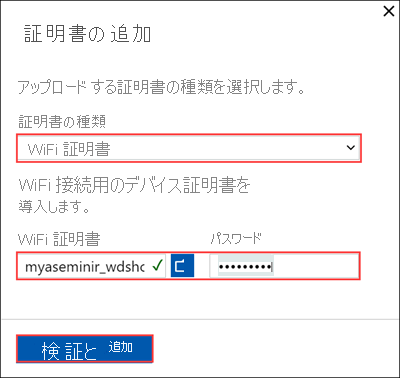 証明書の追加
アップロードする証明書の種類を選択します。
証明書の種類
WiFi 証明書
WiFi 接続用のデバイス証明書を
導入します。
WiFi 証明書 パスワード
myaseminir_wdshc
検証と 追加